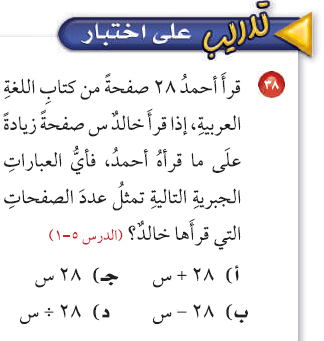 تدريب على اختبار
٣٨ قرأَ أحمدُ ٢٨ صفحةً من كتابِ اللغةِ
العربيةِ، إذا قرأَ خالدٌ س صفحةً زيادةً
علَى ما قرأهُ أحمدُ، فأيُّ العباراتِ
الجبريةِ التاليةِ تمثلُ عددَ الصفحاتِ
التي قرأَها خالدٌ؟ (الدرس ٥-١)
أ) ٢٨ + س جـ) ٢٨ س
ب) ٢٨ − س د) ٢٨ ÷ س